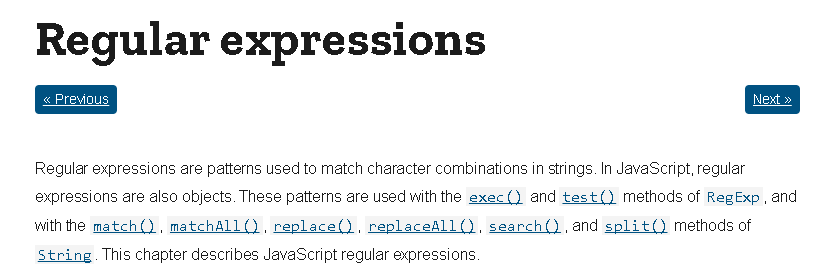 Regular expressions
« Previous
Next »
Regular expressions are patterns used to match character combinations in strings. In JavaScript, regular
expressions are also objects. These patterns are used with the exec() and test() methods of RegExp, and
with the match(), matchAll(), replace(), replaceAll(), search(), and split() methods of
String. This chapter describes JavaScript regular expressions.